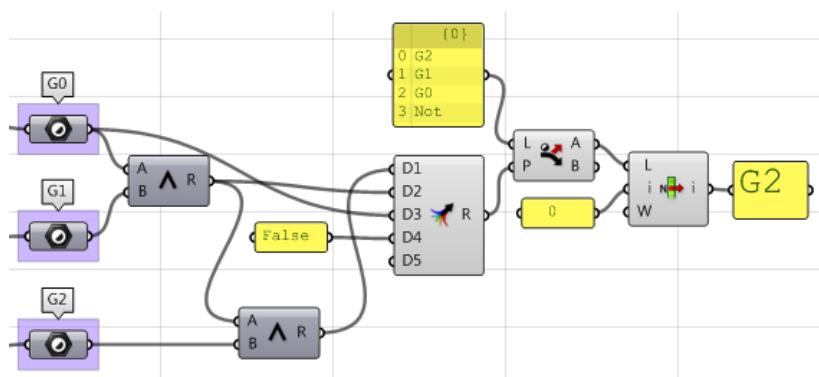 G0
{0}
0 G2
1 G1
2 G0
3 Not
G1
A
B
R
L
P
A
B
D1
D2
D3
D4
D5
R
L
i
W
N
i
G2
0
False
G2
A
B
R